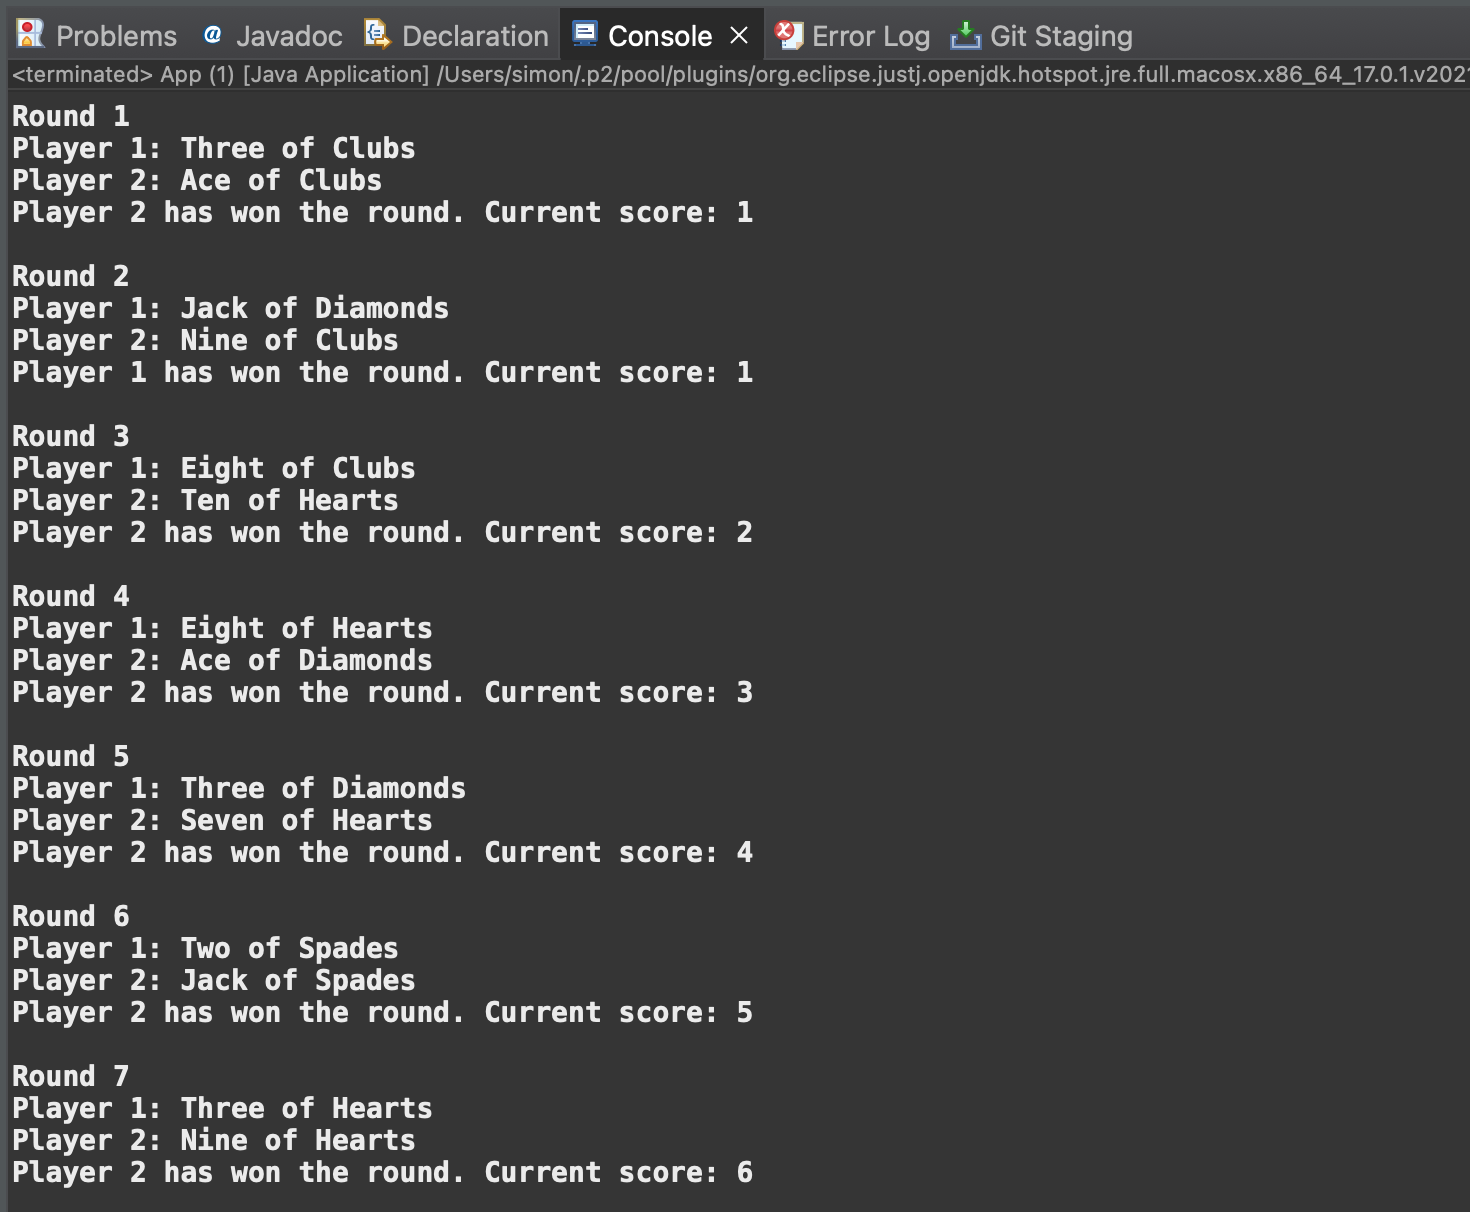 Problems Javadoc Declaration Console Error Log Git Staging
<terminated> App (1) [Java Application] /Users/simon/.p2/pool/plugins/org.eclipse.justj.openjdk.hotspot.jre.full.macosx.x86_64_17.0.1.v202
Round 1
Player 1: Three of Clubs
Player 2: Ace of Clubs
Player 2 has won the round. Current score: 1
Round 2
Player 1: Jack of Diamonds
Player 2: Nine of Clubs
Player 1 has won the round. Current score: 1
Round 3
Player 1: Eight of Clubs
Player 2: Ten of Hearts
Player 2 has won the round. Current score: 2
Round 4
Player 1: Eight of Hearts
Player 2: Ace of Diamonds
Player 2 has won the round. Current score: 3
Round 5
Player 1: Three of Diamonds
Player 2: Seven of Hearts
Player 2 has won the round. Current score: 4
Round 6
Player 1: Two of Spades
Player 2: Jack of Spades
Player 2 has won the round. Current score: 5
Round 7
Player 1: Three of Hearts
Player 2: Nine of Hearts
Player 2 has won the round. Current score: 6